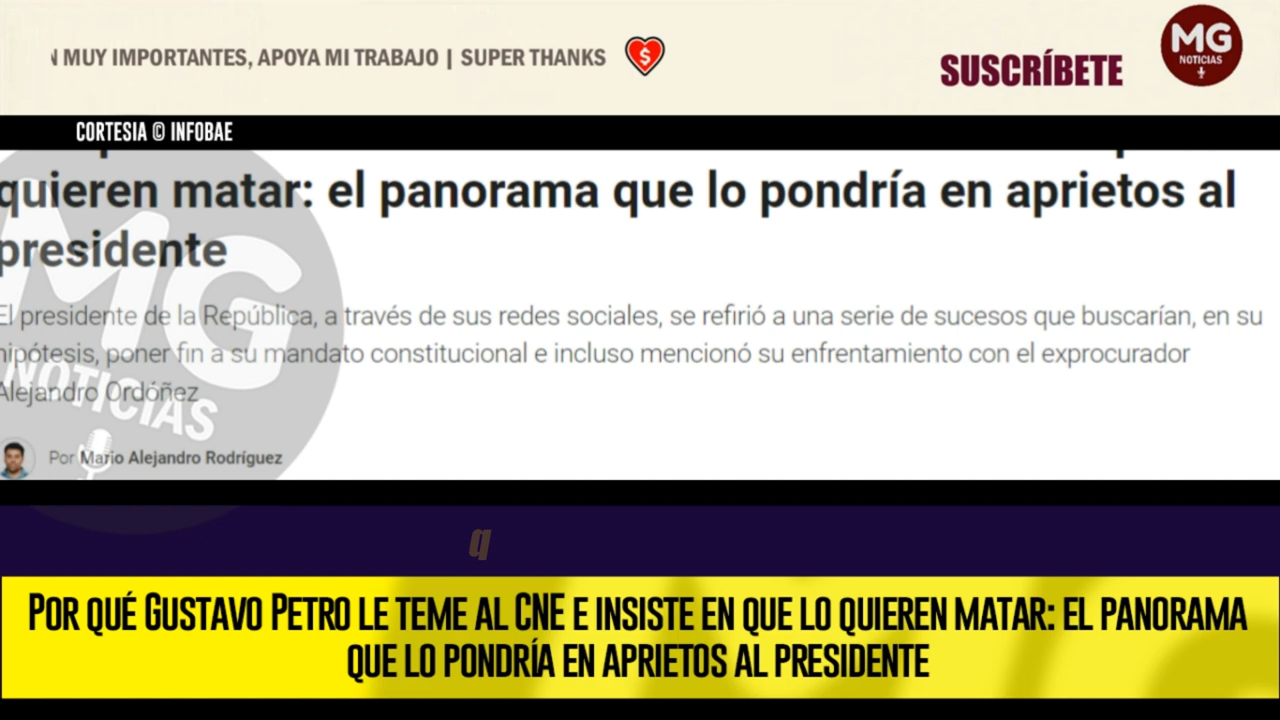 MUY IMPORTANTES, APOYA MI TRABAJO | SUPER THANKS
SUSCRÍBETE
MG
NOTICIAS
CORTESIA © INFOBAE
quieren matar: el panorama que lo pondría en aprietos al
presidente
El presidente de la República, a través de sus redes sociales, se refirió a una serie de sucesos que buscarían, en su
hipótesis, poner fin a su mandato constitucional e incluso mencionó su enfrentamiento con el exprocurador
Alejandro Ordóñez
Por Mario Alejandro Rodríguez
MG
NOTICIAS
q
POR QUÉ GUSTAVO PETRO LE TEME AL CNE E INSISTE EN QUE LO QUIEREN MATAR: EL PANORAMA
QUE LO PONDRÍA EN APRIETOS AL PRESIDENTE